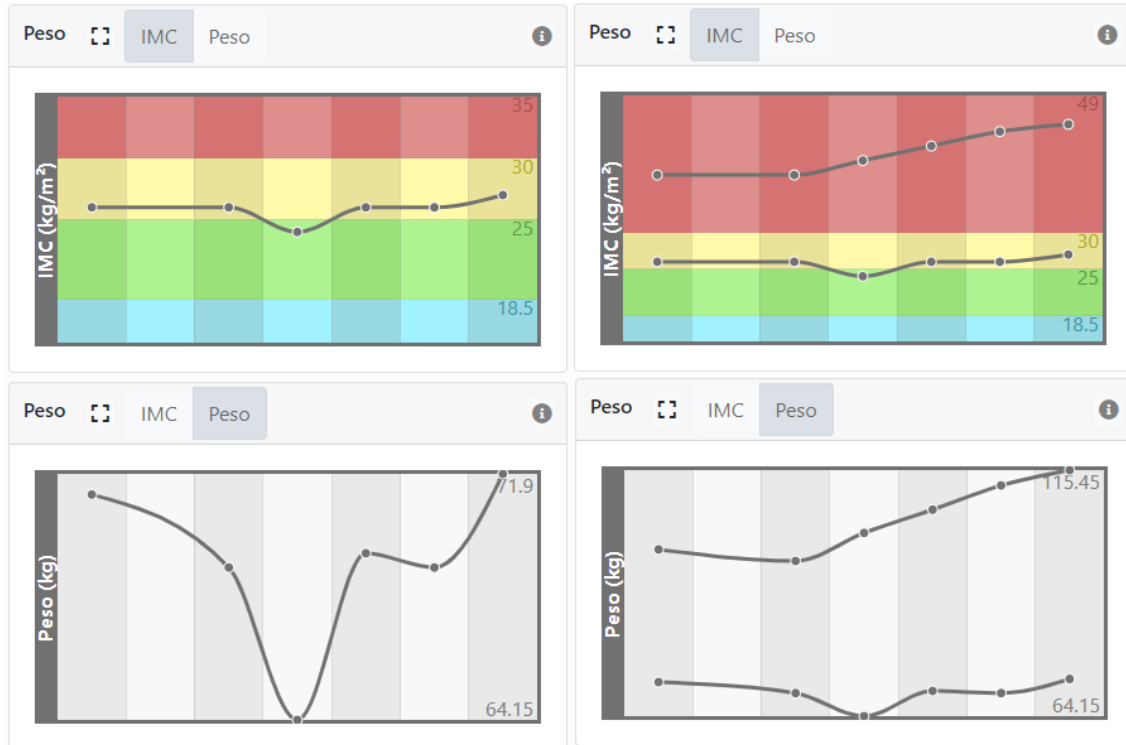 Peso IMC Peso
35
30
25
18.5
IMC (kg/m²)
Peso IMC Peso
49
30
25
18.5
IMC (kg/m²)
Peso IMC Peso
71.9
64.15
Peso (kg)
Peso IMC Peso
115.45
64.15
Peso (kg)